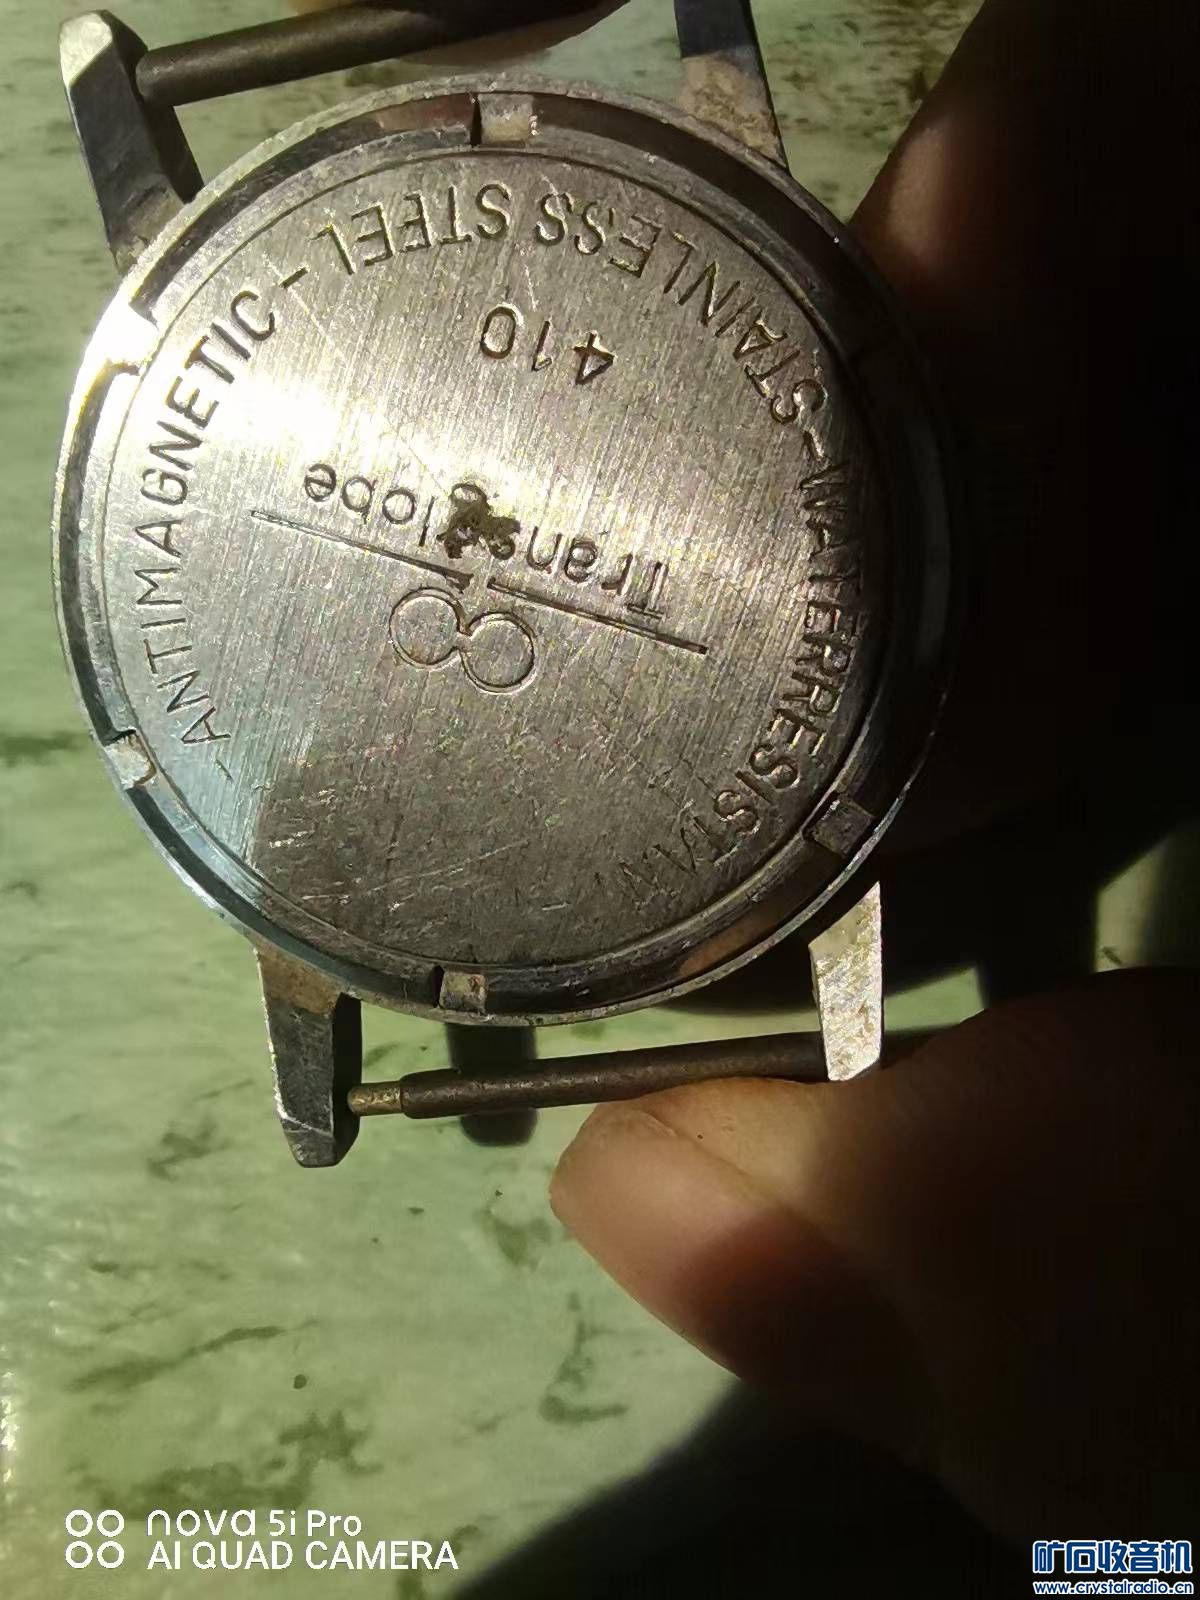 -ANTIMAGNETIC-STAINLESS STEEL-WATERRESISTANT
410
Transglobe
8
nova 5i Pro
AI QUAD CAMERA
矿石收音机
www.crystalradio.cn